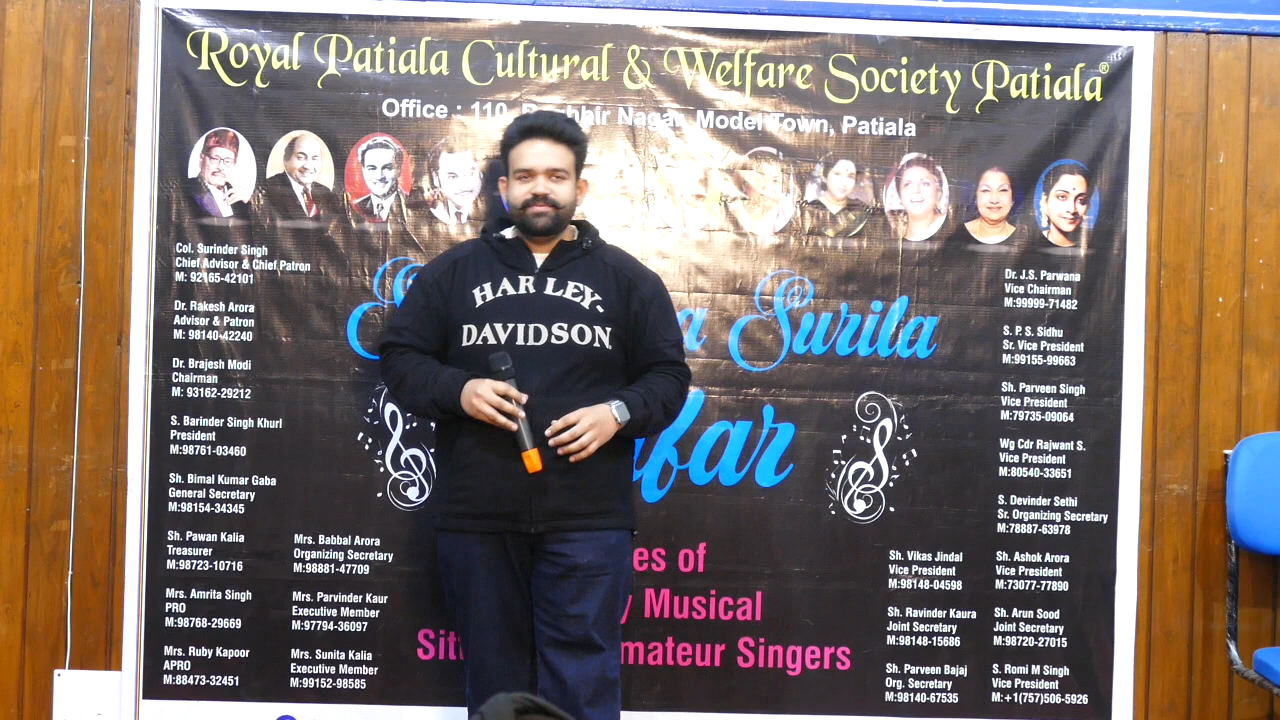 Royal Patiala Cultural & Welfare Society Patiala®
Office : 110, Nagar, Model Town, Patiala
Col. Surinder Singh
Chief Advisor & Chief Patron
M: 92165-42101
Dr. Rakesh Arora
Advisor & Patron
M: 98140-42240
Dr. Brajesh Modi
Chairman
M: 93162-29212
S. Barinder Singh Khurl
President
M:98761-03460
Sh. Bimal Kumar Gaba
General Secretary
M:98154-34345
Sh. Pawan Kalia
Treasurer
M:98723-10716
Mrs. Amrita Singh
PRO
M:98768-29669
Mrs. Ruby Kapoor
APRO
M:88473-32451
Mrs. Babbal Arora
Organizing Secretary
M:98881-47709
Mrs. Parvinder Kaur
Executive Member
M:97794-36097
Mrs. Sunita Kalia
Executive Member
M:99152-98585
HARLEY-
DAVIDSON
Surila
es of
y Musical
Sit mateur Singers
Dr. J.S. Parwana
Vice Chairman
M:99999-71482
S. P. S. Sidhu
Sr. Vice President
M:99155-99663
Sh. Parveen Singh
Vice President
M:79735-09064
Wg Cdr Rajwant S.
Vice President
M:80540-33651
S. Devinder Sethi
Sr. Organizing Secretary
M:78887-63978
Sh. Vikas Jindal
Vice President
M:98148-04598
Sh. Ravinder Kaura
Joint Secretary
M:98148-15686
Sh. Parveen Bajaj
Org. Secretary
M:98140-67535
Sh. Ashok Arora
Vice President
M:73077-77890
Sh. Arun Sood
Joint Secretary
M:98720-27015
S. Romi M Singh
Vice President
M:+1(757)506-5926